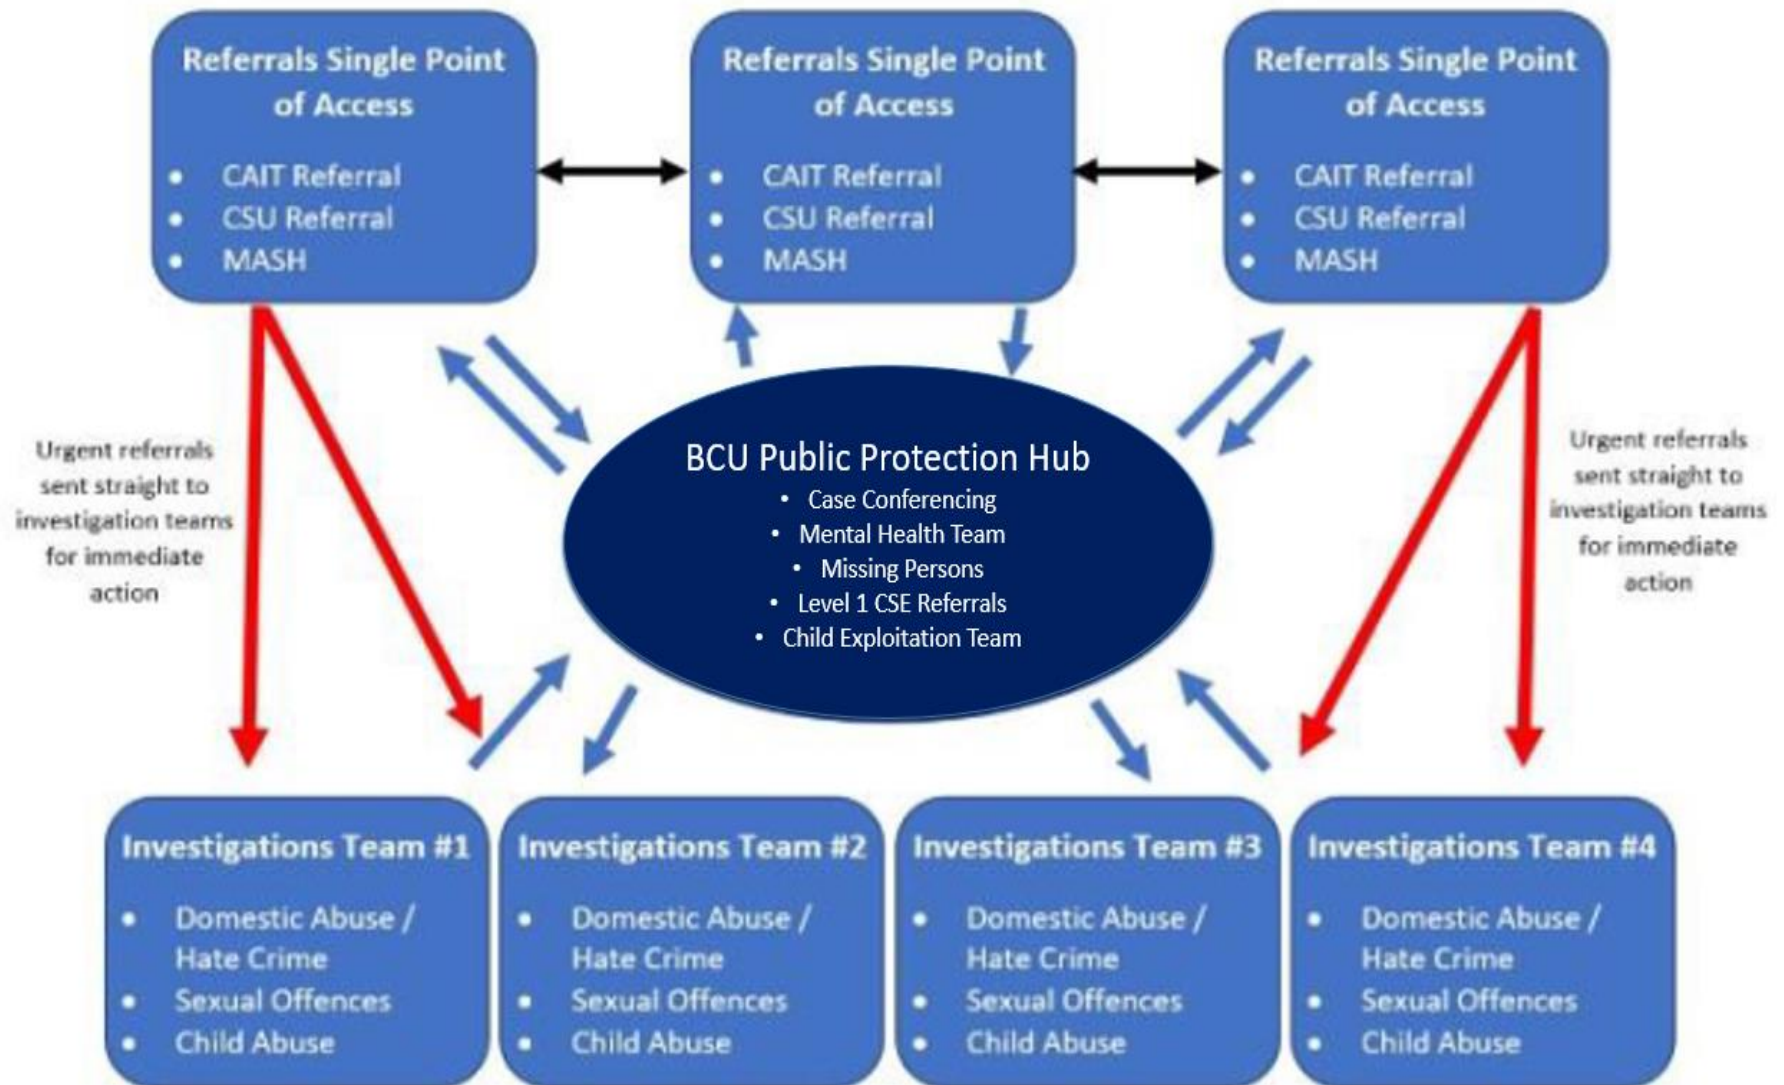 Referrals Single Point
of Access
• CAIT Referral
• CSU Referral
• MASH
Referrals Single Point
of Access
• CAIT Referral
• CSU Referral
• MASH
Referrals Single Point
of Access
• CAIT Referral
• CSU Referral
• MASH
Urgent referrals
sent straight to
investigation teams
for immediate
action
BCU Public Protection Hub
• Case Conferencing
• Mental Health Team
• Missing Persons
• Level 1 CSE Referrals
• Child Exploitation Team
Urgent referrals
sent straight to
investigation teams
for immediate
action
Investigations Team #1
• Domestic Abuse /
Hate Crime
• Sexual Offences
• Child Abuse
Investigations Team #2
• Domestic Abuse /
Hate Crime
• Sexual Offences
• Child Abuse
Investigations Team #3
• Domestic Abuse /
Hate Crime
• Sexual Offences
• Child Abuse
Investigations Team #4
• Domestic Abuse /
Hate Crime
• Sexual Offences
• Child Abuse